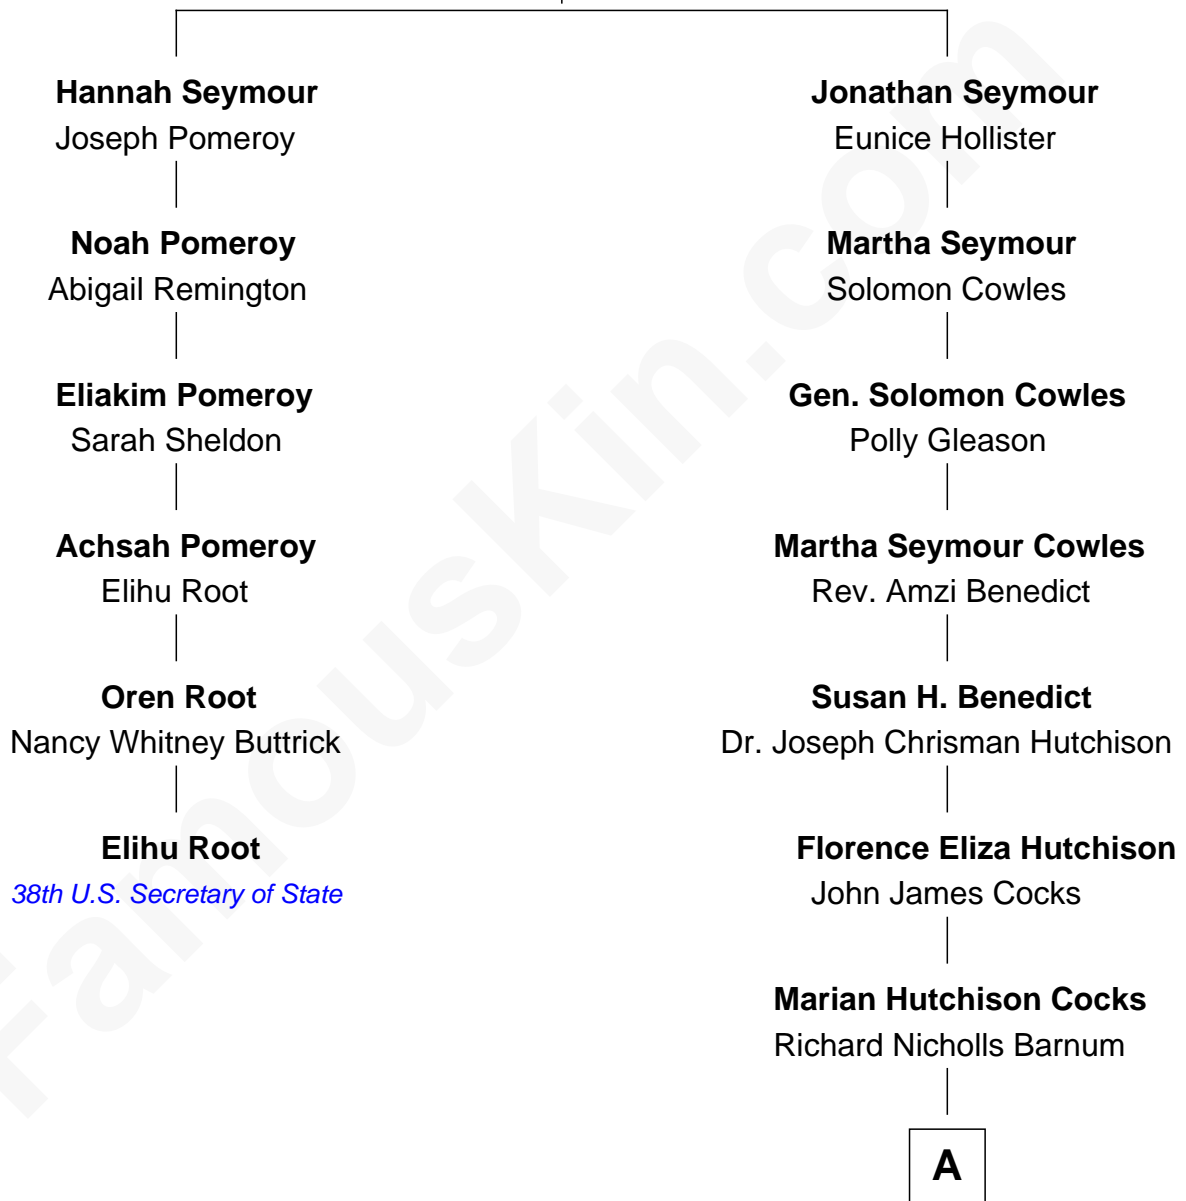 Hannah Seymour
Joseph Pomeroy
Noah Pomeroy
Abigail Remington
Eliakim Pomeroy
Sarah Sheldon
Achsah Pomeroy
Elihu Root
Oren Root
Nancy Whitney Buttrick
Elihu Root
38th U.S. Secretary of State
Jonathan Seymour
Eunice Hollister
Martha Seymour
Solomon Cowles
Gen. Solomon Cowles
Polly Gleason
Martha Seymour Cowles
Rev. Amzi Benedict
Susan H. Benedict
Dr. Joseph Chrisman Hutchison
Florence Eliza Hutchison
John James Cocks
Marian Hutchison Cocks
Richard Nicholls Barnum
A
FamousKin.com